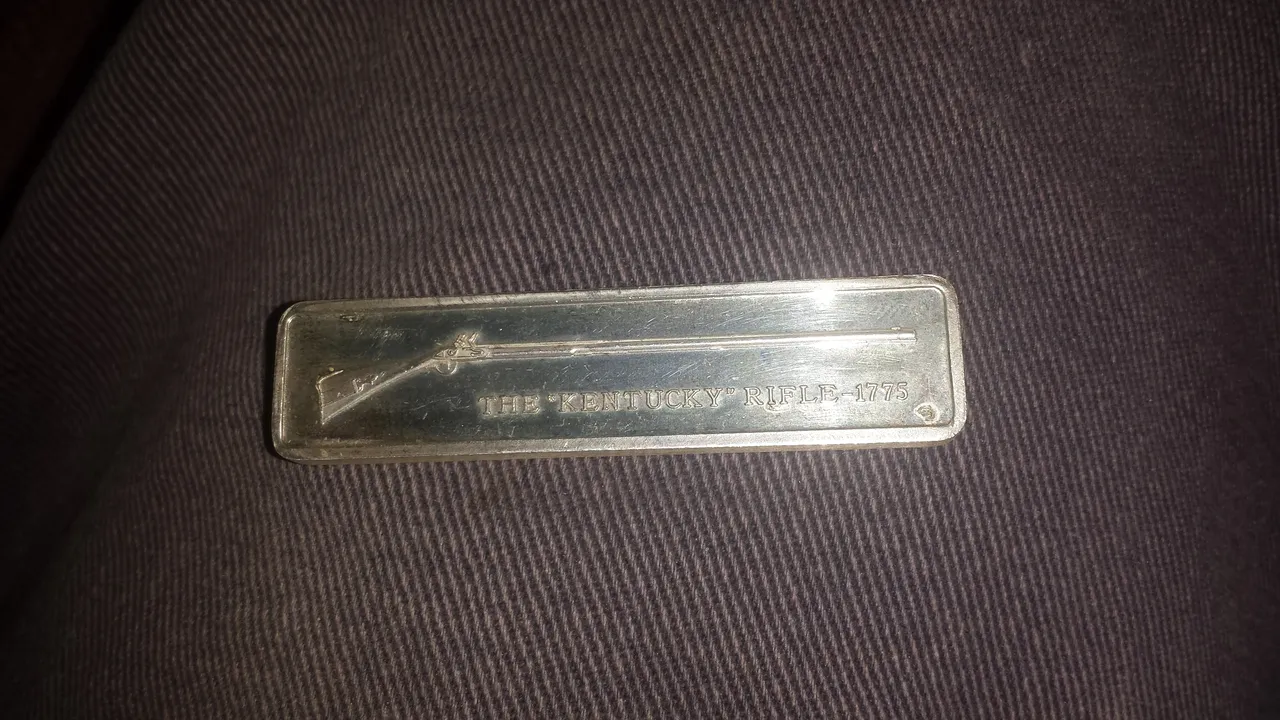 THE "KENTUCKY" RIFLE-1775